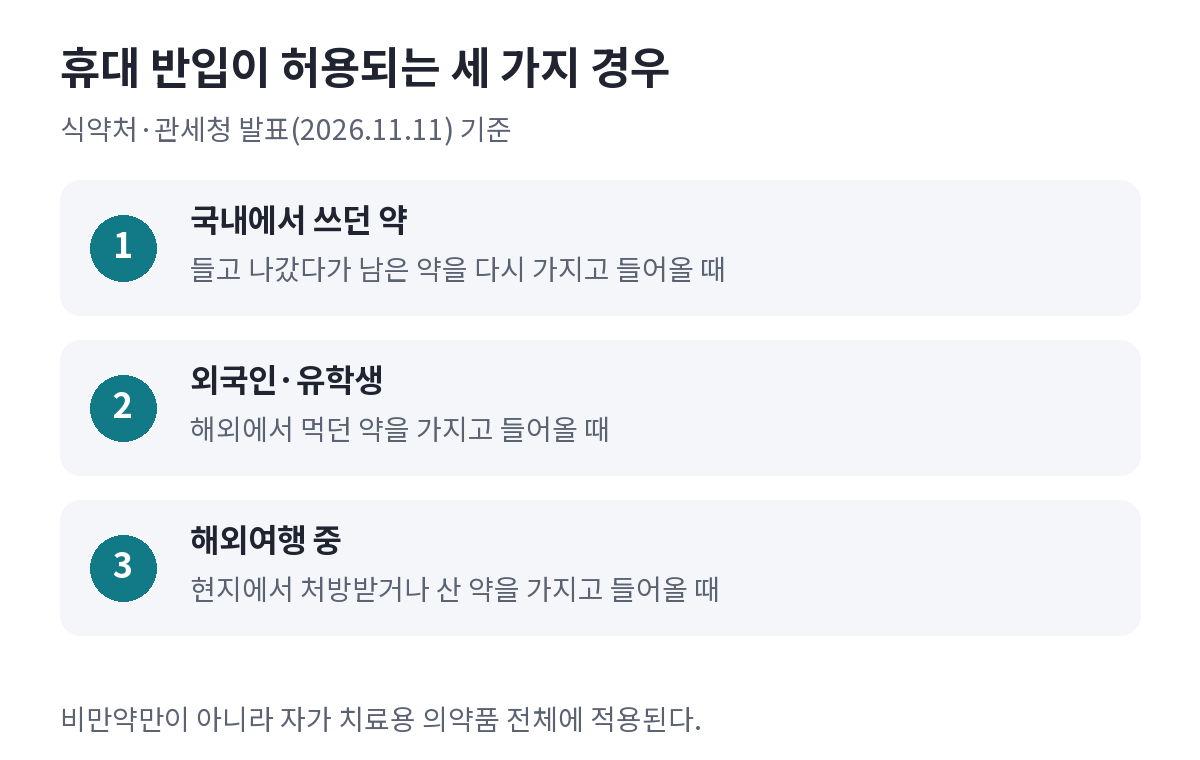 휴대 반입이 허용되는 세 가지 경우
식약처·관세청 발표(2026.11.11) 기준
1
국내에서 쓰던 약
들고 나갔다가 남은 약을 다시 가지고 들어올 때
2
외국인·유학생
해외에서 먹던 약을 가지고 들어올 때
3
해외여행 중
현지에서 처방받거나 산 약을 가지고 들어올 때
비만약만이 아니라 자가 치료용 의약품 전체에 적용된다.